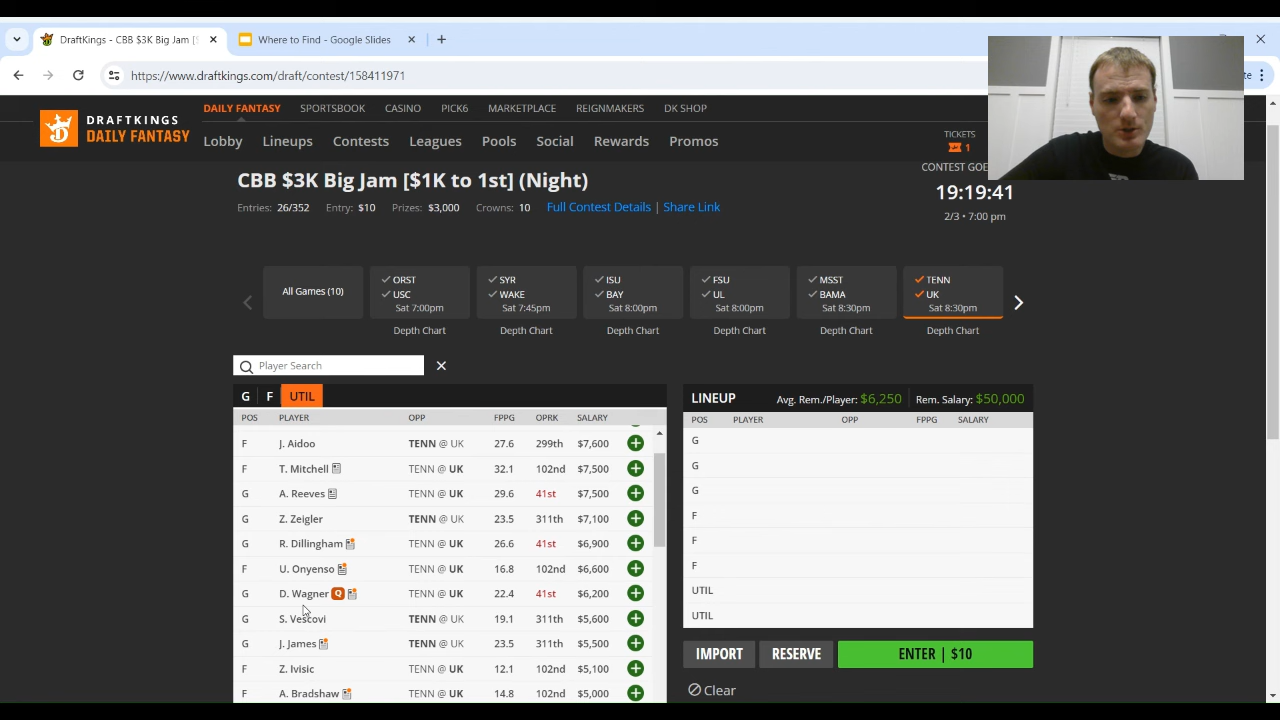 DraftKings - CBB $3K Big Jam [$
Where to Find - Google Slides
https://www.draftkings.com/draft/contest/158411971
DAILY FANTASY SPORTSBOOK CASINO PICK6 MARKETPLACE REIGNMAKERS DK SHOP
DRAFTKINGS
DAILY FANTASY
Lobby Lineups Contests Leagues Pools Social Rewards Promos
TICKETS
1
CBB $3K Big Jam [$1K to 1st] (Night)
Entries: 26/352 Entry: $10 Prizes: $3,000 Crowns: 10 Full Contest Details | Share Link
19:19:41
2/3 • 7:00 pm
All Games (10)
ORST
USC
Sat 7:00pm
Depth Chart
SYR
WAKE
Sat 7:45pm
Depth Chart
ISU
BAY
Sat 8:00pm
Depth Chart
FSU
UL
Sat 8:00pm
Depth Chart
MSST
BAMA
Sat 8:30pm
Depth Chart
TENN
UK
Sat 8:30pm
Depth Chart
Player Search
G F UTIL
POS PLAYER OPP FPPG OPRK SALARY
F J. Aidoo TENN @ UK 27.6 299th $7,600
F T. Mitchell TENN @ UK 32.1 102nd $7,500
G A. Reeves TENN @ UK 29.6 41st $7,500
G Z. Zeigler TENN @ UK 23.5 311th $7,100
G R. Dillingham TENN @ UK 26.6 41st $6,900
F U. Onyenso TENN @ UK 16.8 102nd $6,600
G D. Wagner Q TENN @ UK 22.4 41st $6,200
G S. Vescovi TENN @ UK 19.1 311th $5,600
G J. James TENN @ UK 23.5 311th $5,500
F Z. Ivisic TENN @ UK 12.1 102nd $5,100
F A. Bradshaw TENN @ UK 14.8 102nd $5,000
LINEUP Avg. Rem./Player: $6,250 Rem. Salary: $50,000
POS PLAYER OPP FPPG SALARY
G
G
G
F
F
F
UTIL
UTIL
IMPORT RESERVE ENTER | $10
Clear